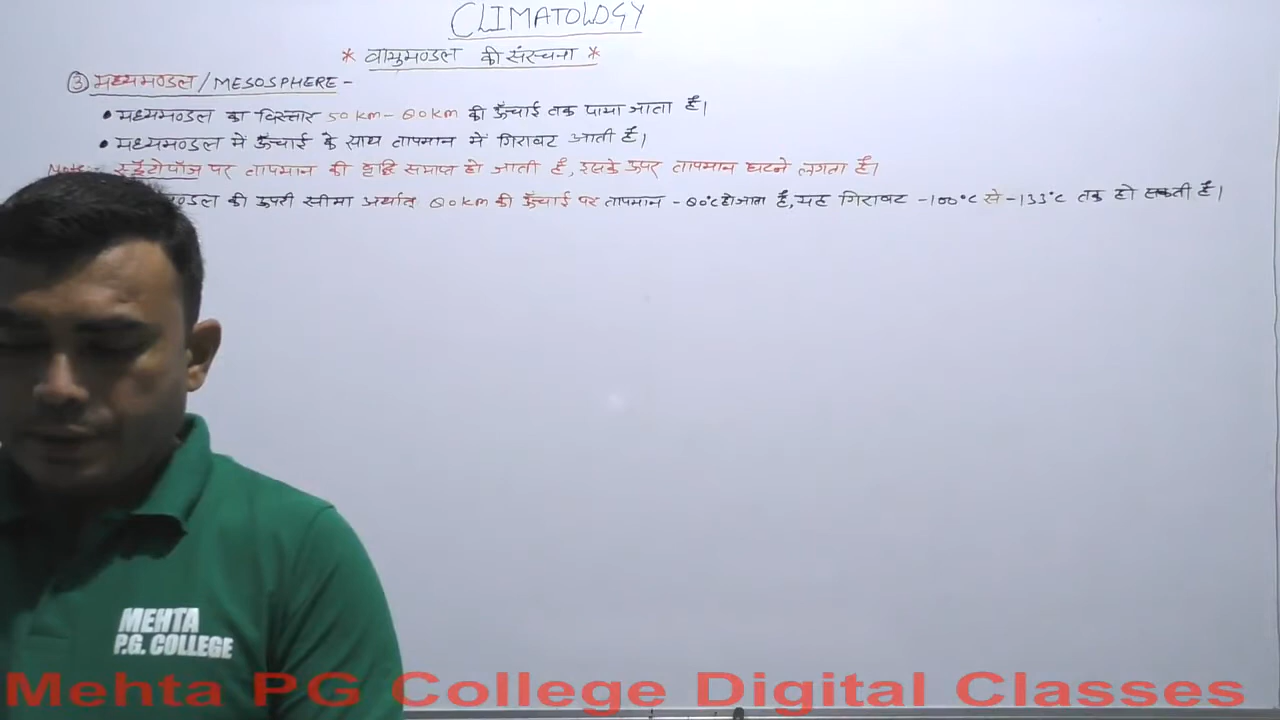 CLIMATOLOGY
* वायुमण्डल की संरचना *
③ मध्यमण्डल / MESOSPHERE -
• मध्यमण्डल का विस्तार 50 KM - 80 KM की ऊँचाई तक पाया जाता है।
• मध्यमण्डल में ऊँचाई के साथ तापमान में गिरावट आती है।
Note:- स्ट्रेटोपॉज पर तापमान की वृद्धि समाप्त हो जाती है, इसके ऊपर तापमान घटने लगता है।
की ऊपरी सीमा अर्थात् 80 KM की ऊँचाई पर तापमान -80°C हो जाता है, यह गिरावट -100°C से -133°C तक हो सकती है।
MEHTA
P.G. COLLEGE
Mehta PG College Digital Classes